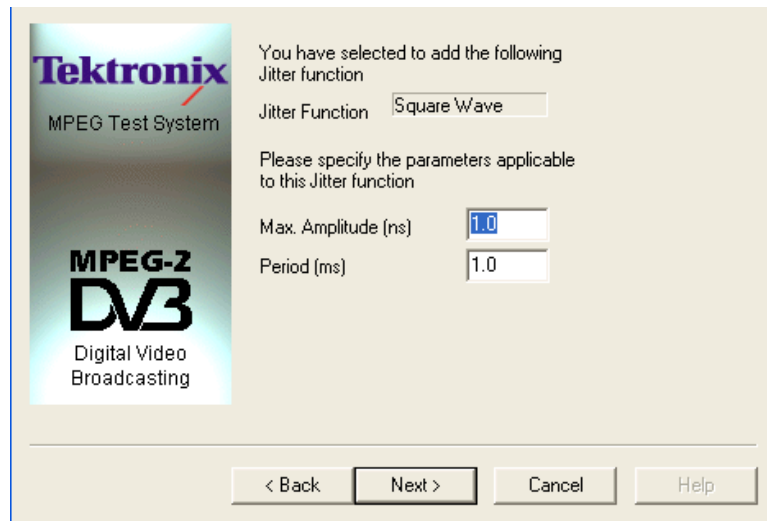 Tektronix
MPEG Test System
MPEG-2
DVB
Digital Video
Broadcasting
You have selected to add the following
Jitter function
Jitter Function Square Wave
Please specify the parameters applicable
to this Jitter function
Max. Amplitude (ns) 1.0
Period (ms) 1.0
< Back Next > Cancel Help